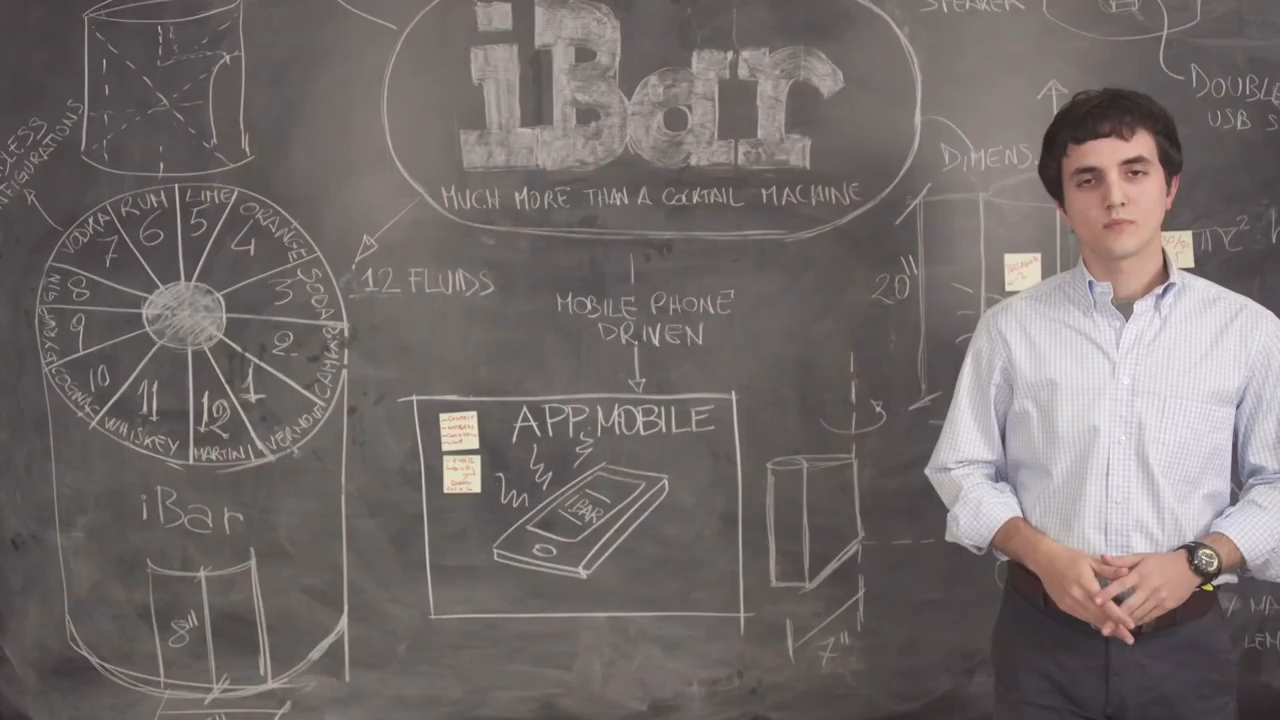 SPEAKER
iBar
MUCH MORE THAN A COCKTAIL MACHINE
DOUBLE
USB S
DIMENS.
12 FLUIDS
MOBILE PHONE
DRIVEN
20"
VODKA 7
RUM 6
LIME 5
ORANGE 4
SODA 3
2
1
MARTINI 12
WHISKEY 11
COGNAC 10
SYRUP 9
GIN 8
APP. MOBILE
iBAR
iBar
8"
7"